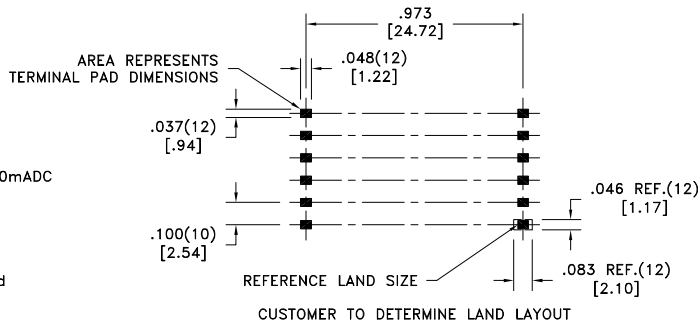 .973
[24.72]
AREA REPRESENTS
TERMINAL PAD DIMENSIONS
.048(12)
[1.22]
.037(12)
[.94]
0mADC
.046 REF.(12)
[1.17]
.100(10)
[2.54]
d
REFERENCE LAND SIZE
.083 REF.(12)
[2.10]
CUSTOMER TO DETERMINE LAND LAYOUT